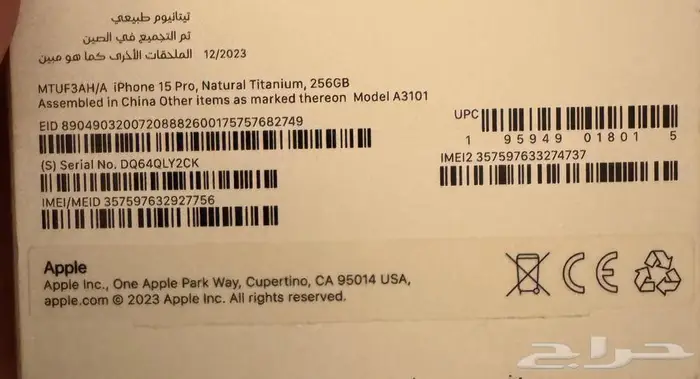 تيتانيوم طبيعي
تم التجميع في الصين
الملحقات الأخرى كما هو مبين 12/2023
MTUF3AH/A iPhone 15 Pro, Natural Titanium, 256GB
Assembled in China Other items as marked thereon Model A3101
EID 89049032007208882600175757682749
(S) Serial No. DQ64QLY2CK
IMEI/MEID 357597632927756
UPC
1 95949 01801 5
IMEI2 357597633274737
Apple
Apple Inc., One Apple Park Way, Cupertino, CA 95014 USA,
apple.com © 2023 Apple Inc. All rights reserved.
CE
حراج